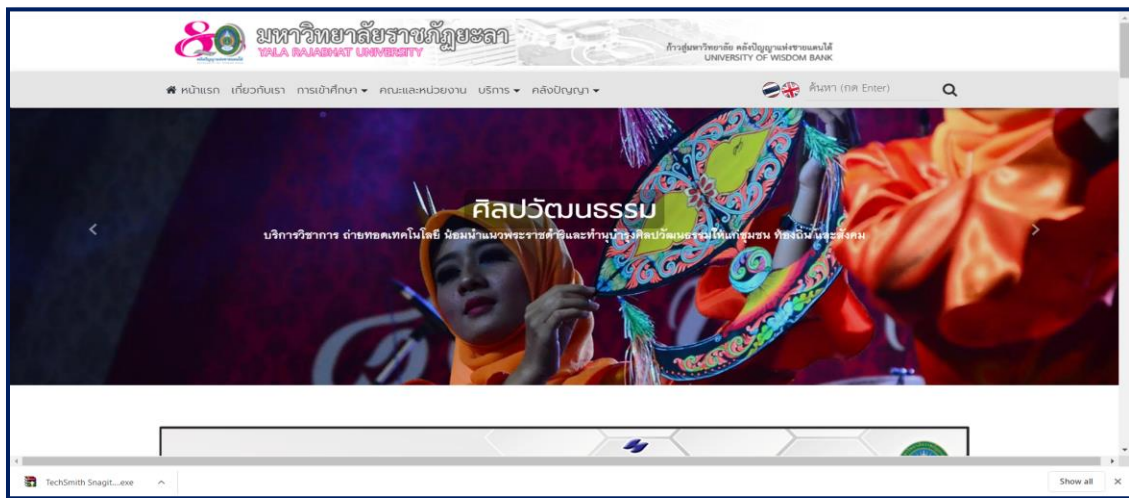 มหาวิทยาลัยราชภัฏยะลา
YALA RAJABHAT UNIVERSITY
ก้าวสู่มหาวิทยาลัย คลังปัญญาแห่งชายแดนใต้
UNIVERSITY OF WISDOM BANK
หน้าแรก เกี่ยวกับเรา การเข้าศึกษา คณะและหน่วยงาน บริการ คลังปัญญา ค้นหา (กด Enter)
ศิลปวัฒนธรรม
บริการวิชาการ ถ่ายทอดเทคโนโลยี น้อมนำแนวพระราชดำริและทำนุบำรุงศิลปวัฒนธรรมให้แก่ชุมชน ท้องถิ่น และสังคม
TechSmith Snagit....exe Show all